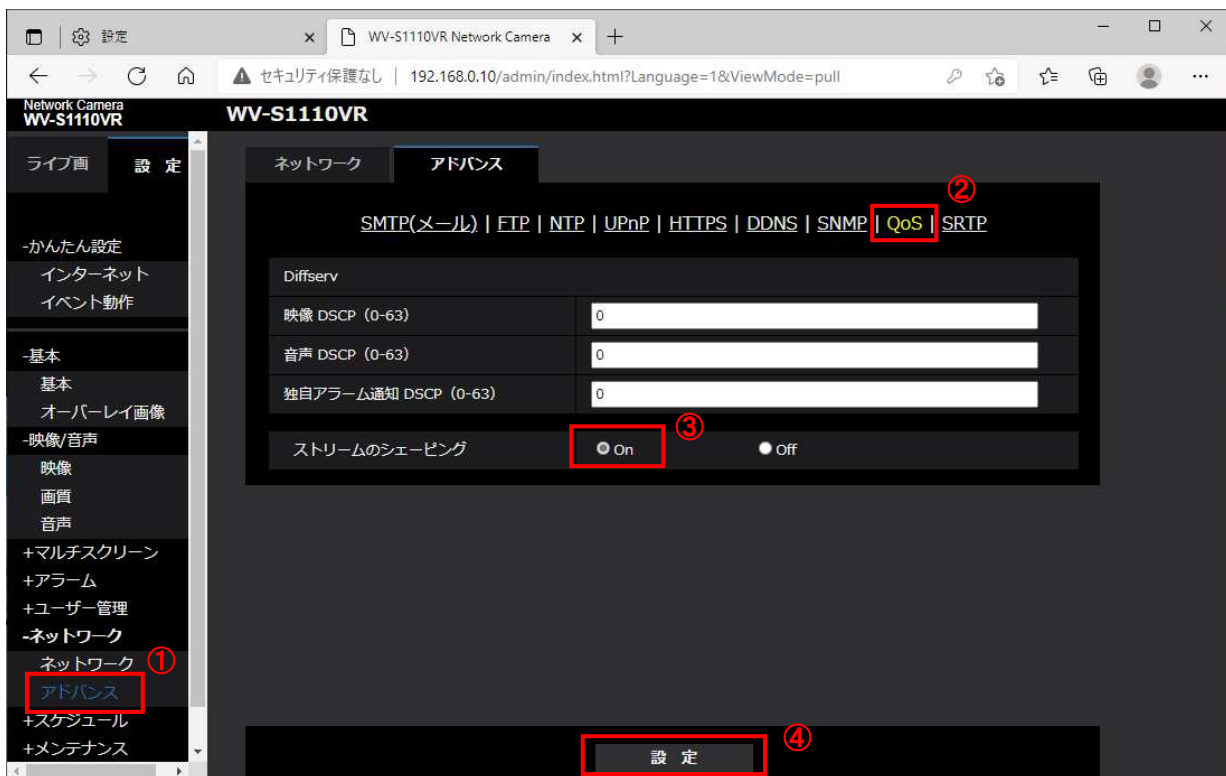 設定
WV-S1110VR Network Camera
セキュリティ保護なし | 192.168.0.10/admin/index.html?Language=1&ViewMode=pull
Network Camera
WV-S1110VR
WV-S1110VR
ライブ画
設 定
-かんたん設定
インターネット
イベント動作
-基本
基本
オーバーレイ画像
-映像/音声
映像
画質
音声
+マルチスクリーン
+アラーム
+ユーザー管理
-ネットワーク
ネットワーク
①
アドバンス
+スケジュール
+メンテナンス
ネットワーク
アドバンス
②
SMTP(メール) | FTP | NTP | UPnP | HTTPS | DDNS | SNMP | QoS | SRTP
Diffserv
映像 DSCP（0-63） 0
音声 DSCP（0-63） 0
独自アラーム通知 DSCP（0-63） 0
③
ストリームのシェーピング On Off
④
設 定